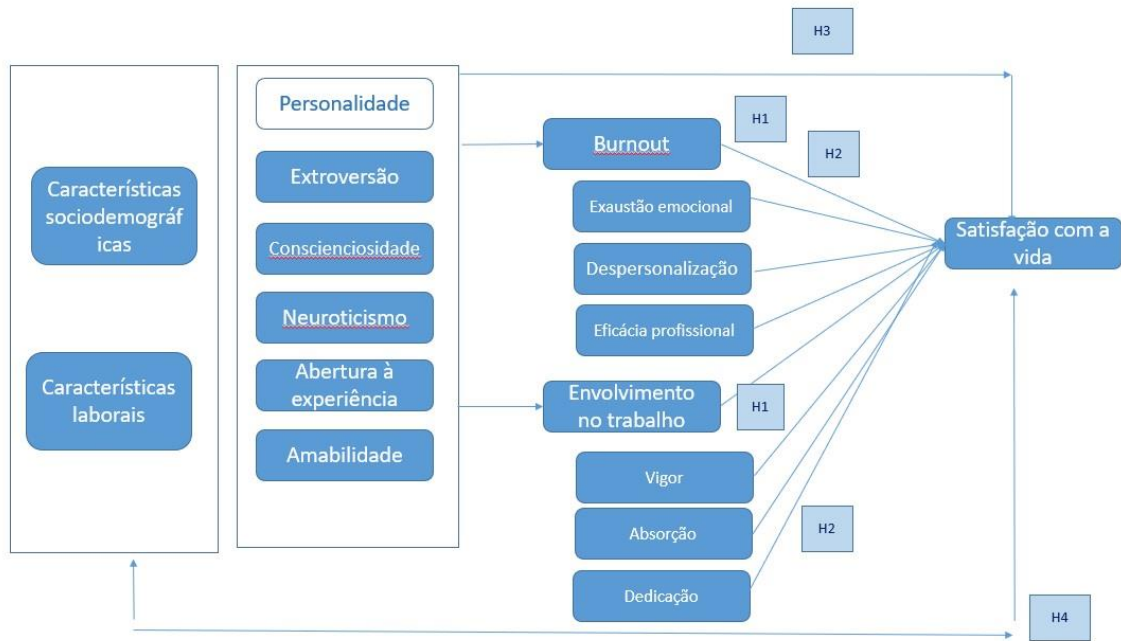 Características
sociodemográf
icas
Características
laborais
Personalidade
Extroversão
Conscienciosidade
Neuroticismo
Abertura à
experiência
Amabilidade
H3
H1
H2
Burnout
Exaustão emocional
Despersonalização
Eficácia profissional
Envolvimento
no trabalho
H1
Vigor
Absorção
H2
Dedicação
Satisfação com a
vida
H4